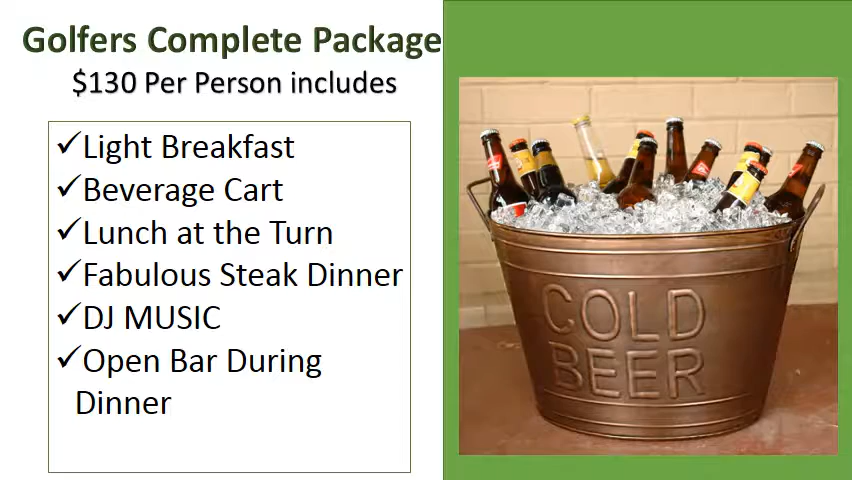 Golfers Complete Package
$130 Per Person includes
✓Light Breakfast
✓Beverage Cart
✓Lunch at the Turn
✓Fabulous Steak Dinner
✓DJ MUSIC
✓Open Bar During
Dinner
COLD
BEER